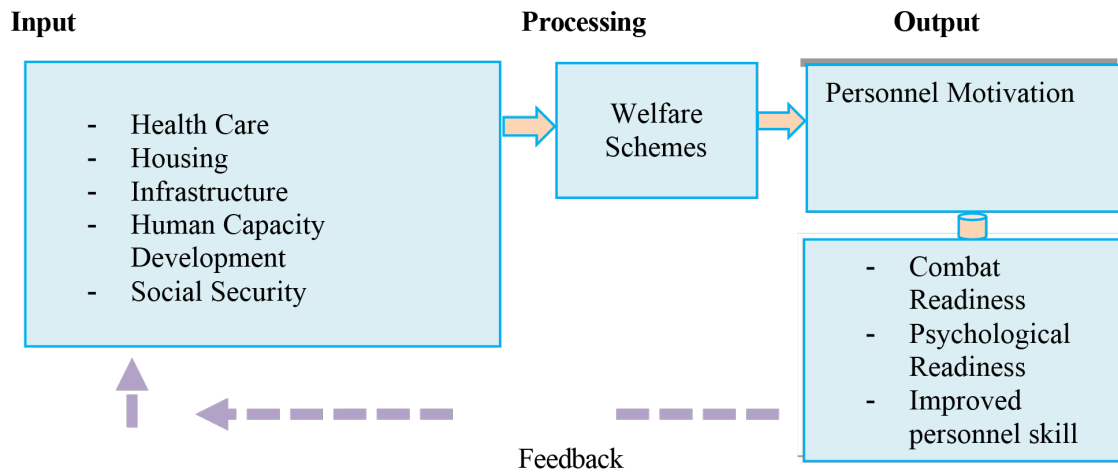 Input
Processing
Output
- Health Care
- Housing
- Infrastructure
- Human Capacity
Development
- Social Security
Welfare
Schemes
Personnel Motivation
- Combat
Readiness
- Psychological
Readiness
- Improved
personnel skill
Feedback